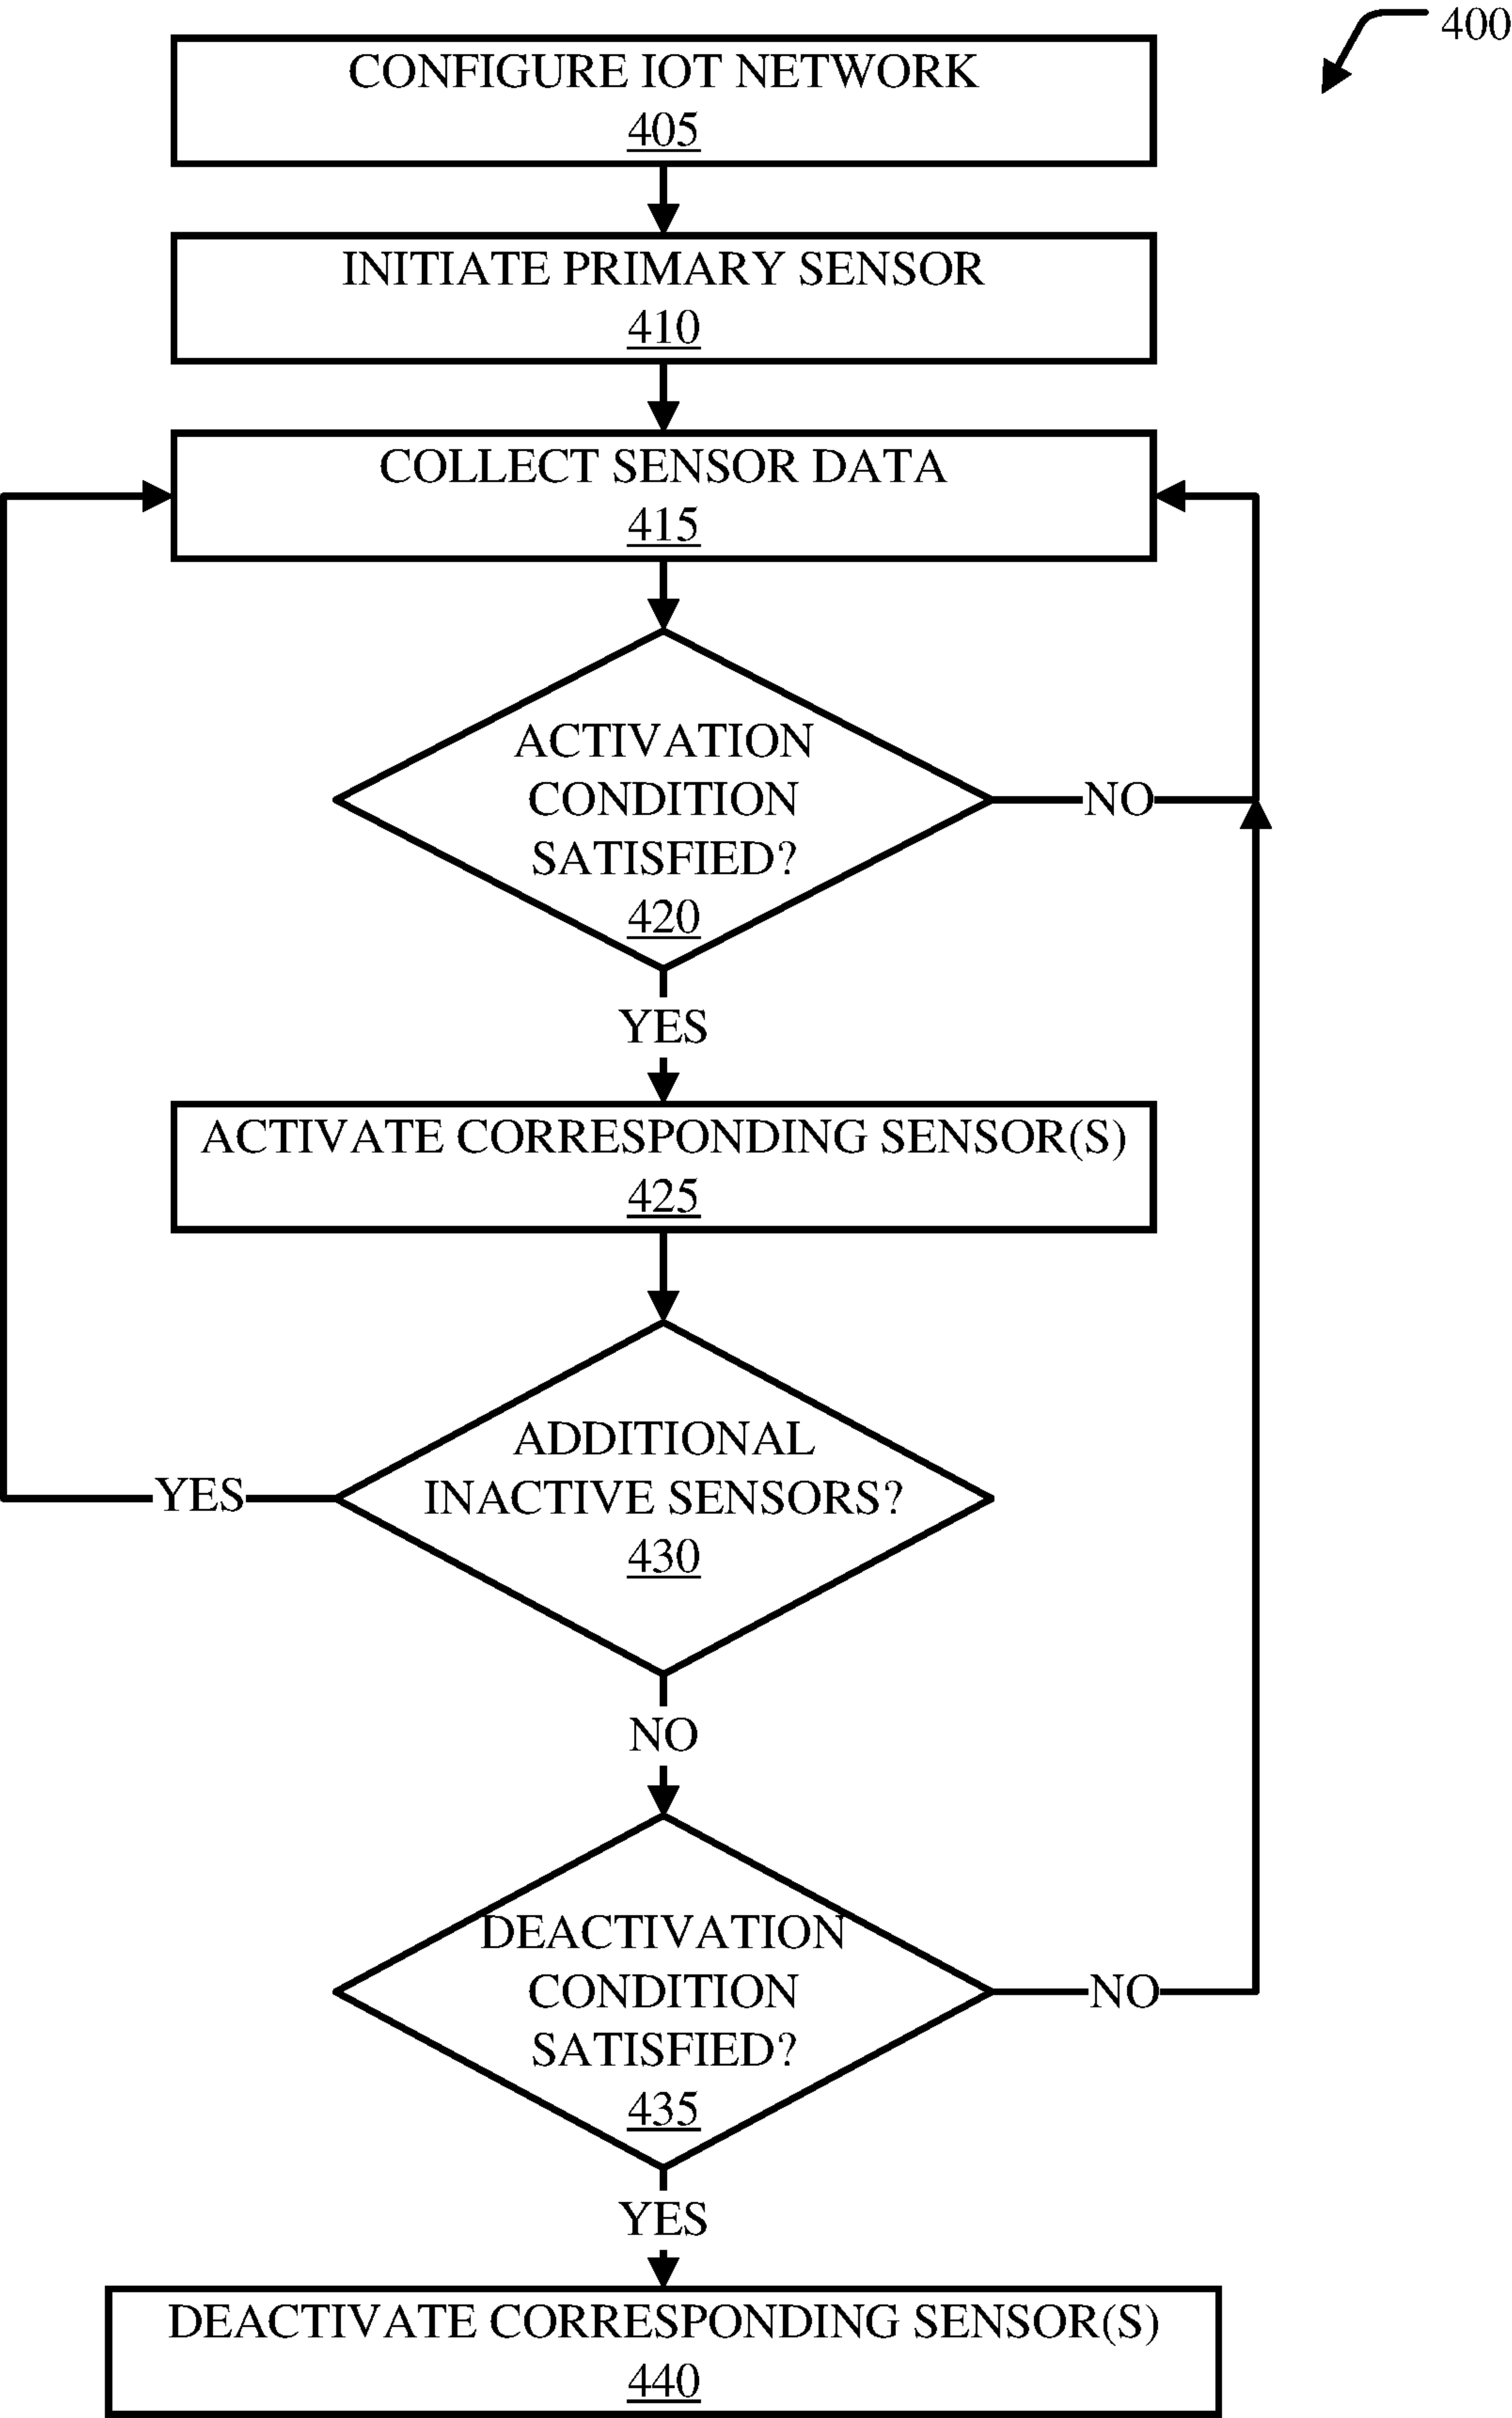 400
CONFIGURE IOT NETWORK
405
INITIATE PRIMARY SENSOR
410
COLLECT SENSOR DATA
415
ACTIVATION
CONDITION
SATISFIED?
420
NO
YES
ACTIVATE CORRESPONDING SENSOR(S)
425
ADDITIONAL
INACTIVE SENSORS?
430
YES
NO
DEACTIVATION
CONDITION
SATISFIED?
435
NO
YES
DEACTIVATE CORRESPONDING SENSOR(S)
440